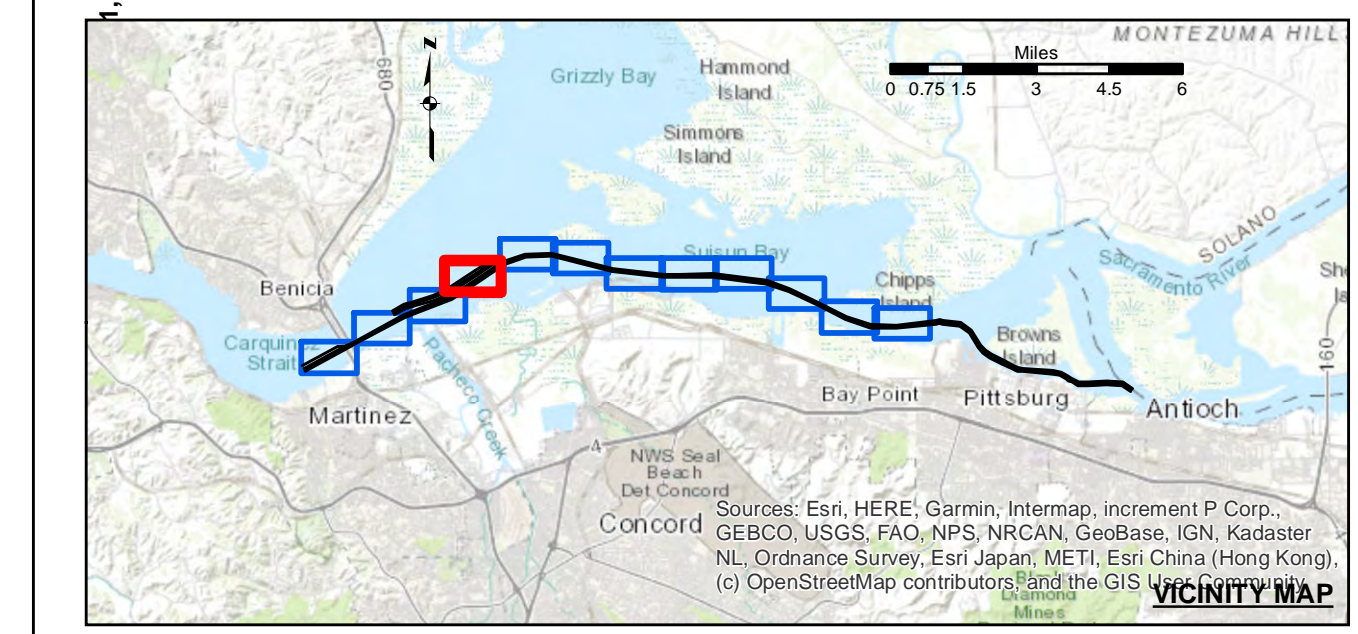 MONTEZUMA HILL
Miles
0 0.75 1.5 3 4.5 6
N
680
Grizzly Bay
Hammond
Island
Simmons
Island
SOLANO
Sacramento River
Suisun Bay
Chipps
Island
Benicia
Carquinez
Strait
Pacheco Creek
Browns
Island
160
Martinez
Bay Point
Pittsburg
Antioch
4
NWS Seal
Beach
Det Concord
Concord
Sources: Esri, HERE, Garmin, Intermap, increment P Corp.,
GEBCO, USGS, FAO, NPS, NRCAN, GeoBase, IGN, Kadaster
NL, Ordnance Survey, Esri Japan, METI, Esri China (Hong Kong),
(c) OpenStreetMap contributors, and the GIS User Community
Diamond
Mines
VICINITY MAP